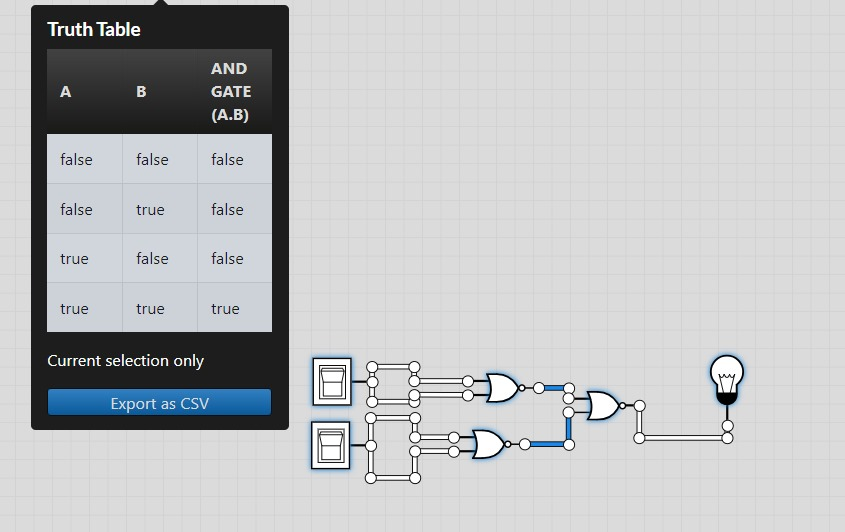 Truth Table
A B AND GATE (A.B)
false false false
false true false
true false false
true true true
Current selection only
Export as CSV